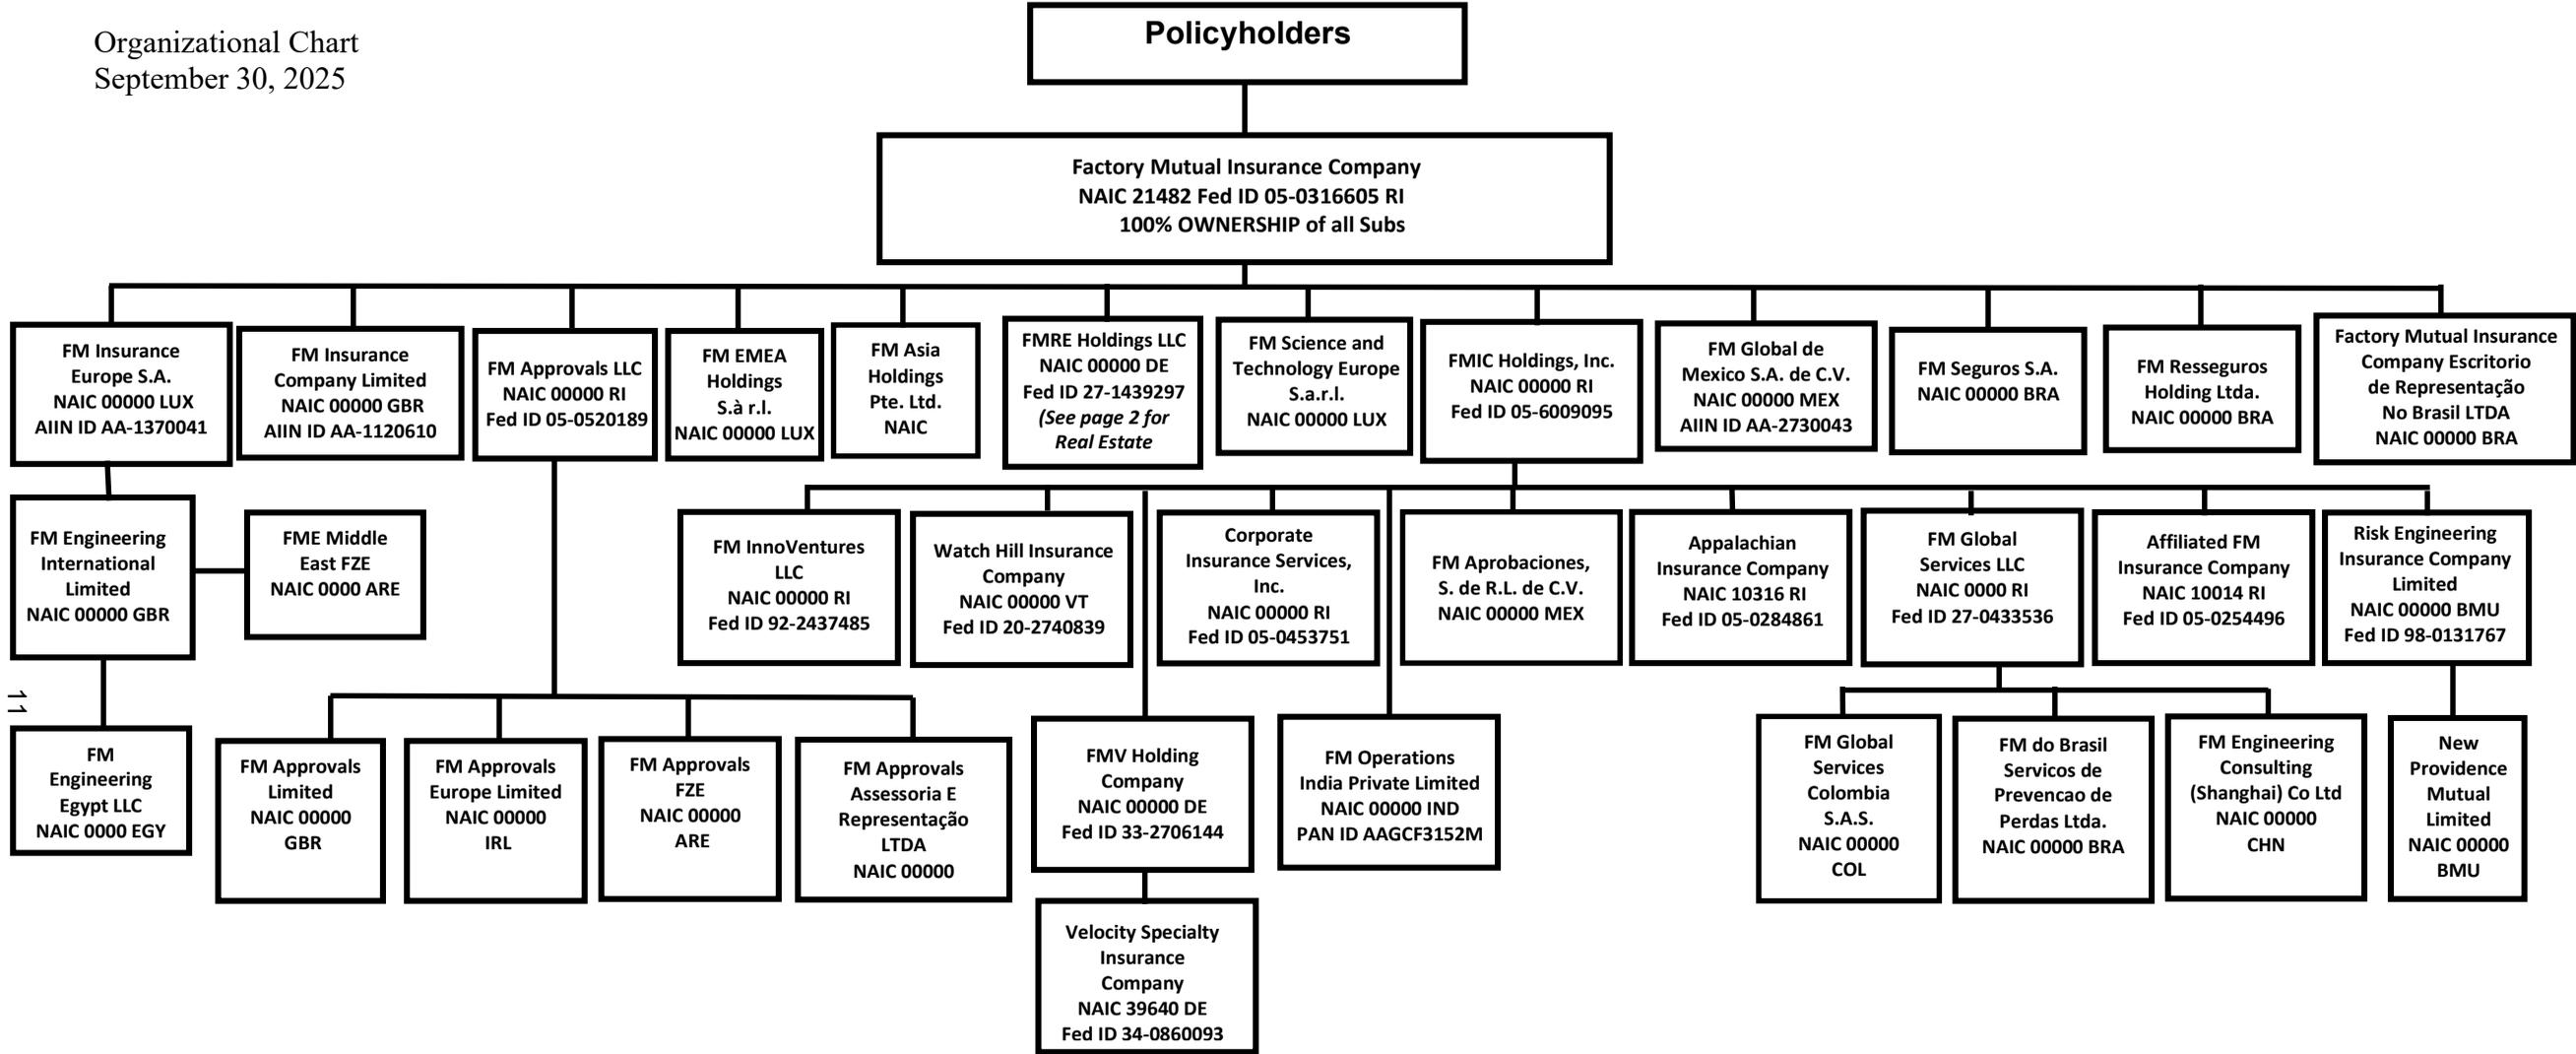 Organizational Chart
September 30, 2025
Policyholders
Factory Mutual Insurance Company
NAIC 21482 Fed ID 05-0316605 RI
100% OWNERSHIP of all Subs
FM Insurance
Europe S.A.
NAIC 00000 LUX
AIIN ID AA-1370041
FM Insurance
Company Limited
NAIC 00000 GBR
AIIN ID AA-1120610
FM Approvals LLC
NAIC 00000 RI
Fed ID 05-0520189
FM EMEA
Holdings
S.à r.l.
NAIC 00000 LUX
FM Asia
Holdings
Pte. Ltd.
NAIC
FMRE Holdings LLC
NAIC 00000 DE
Fed ID 27-1439297
(See page 2 for
Real Estate
FM Science and
Technology Europe
S.a.r.l.
NAIC 00000 LUX
FMIC Holdings, Inc.
NAIC 00000 RI
Fed ID 05-6009095
FM Global de
Mexico S.A. de C.V.
NAIC 00000 MEX
AIIN ID AA-2730043
FM Seguros S.A.
NAIC 00000 BRA
FM Resseguros
Holding Ltda.
NAIC 00000 BRA
Factory Mutual Insurance
Company Escritorio
de Representação
No Brasil LTDA
NAIC 00000 BRA
FM Engineering
International
Limited
NAIC 00000 GBR
FME Middle
East FZE
NAIC 0000 ARE
FM InnoVentures
LLC
NAIC 00000 RI
Fed ID 92-2437485
Watch Hill Insurance
Company
NAIC 00000 VT
Fed ID 20-2740839
Corporate
Insurance Services,
Inc.
NAIC 00000 RI
Fed ID 05-0453751
FM Aprobaciones,
S. de R.L. de C.V.
NAIC 00000 MEX
Appalachian
Insurance Company
NAIC 10316 RI
Fed ID 05-0284861
FM Global
Services LLC
NAIC 0000 RI
Fed ID 27-0433536
Affiliated FM
Insurance Company
NAIC 10014 RI
Fed ID 05-0254496
Risk Engineering
Insurance Company
Limited
NAIC 00000 BMU
Fed ID 98-0131767
11
FM
Engineering
Egypt LLC
NAIC 0000 EGY
FM Approvals
Limited
NAIC 00000
GBR
FM Approvals
Europe Limited
NAIC 00000
IRL
FM Approvals
FZE
NAIC 00000
ARE
FM Approvals
Assessoria E
Representação
LTDA
NAIC 00000
FMV Holding
Company
NAIC 00000 DE
Fed ID 33-2706144
FM Operations
India Private Limited
NAIC 00000 IND
PAN ID AAGCF3152M
FM Global
Services
Colombia
S.A.S.
NAIC 00000
COL
FM do Brasil
Servicos de
Prevencao de
Perdas Ltda.
NAIC 00000 BRA
FM Engineering
Consulting
(Shanghai) Co Ltd
NAIC 00000
CHN
New
Providence
Mutual
Limited
NAIC 00000
BMU
Velocity Specialty
Insurance
Company
NAIC 39640 DE
Fed ID 34-0860093